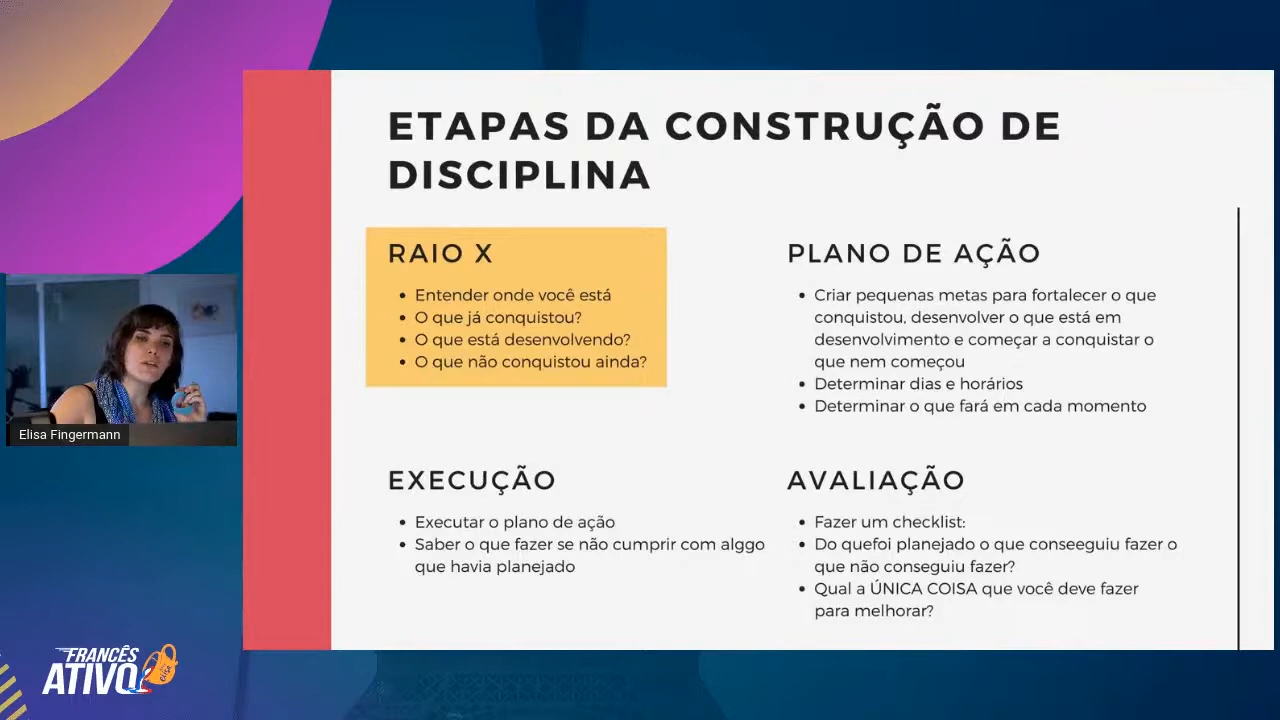 ETAPAS DA CONSTRUÇÃO DE
DISCIPLINA
RAIO X
Entender onde você está
O que já conquistou?
O que está desenvolvendo?
O que não conquistou ainda?
PLANO DE AÇÃO
Criar pequenas metas para fortalecer o que
conquistou, desenvolver o que está em
desenvolvimento e começar a conquistar o
que nem começou
Determinar dias e horários
Determinar o que fará em cada momento
EXECUÇÃO
Executar o plano de ação
Saber o que fazer se não cumprir com alggo
que havia planejado
AVALIAÇÃO
Fazer um checklist:
Do quefoi planejado o que conseeguiu fazer o
que não conseguiu fazer?
Qual a ÚNICA COISA que você deve fazer
para melhorar?
Elisa Fingermann
FRANCÊS
ATIVO
elisa